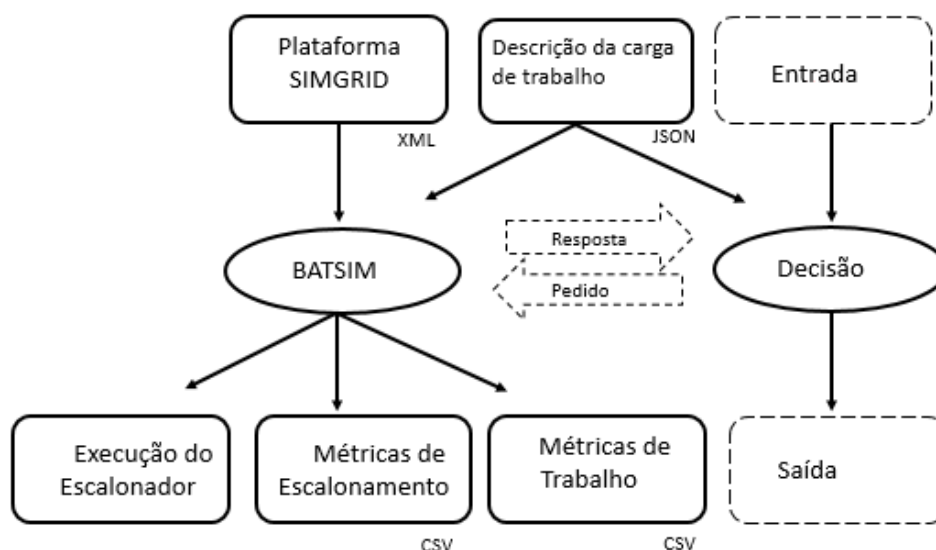 Plataforma
SIMGRID
XML
Descrição da carga
de trabalho
JSON
Entrada
BATSIM
Resposta
Pedido
Decisão
Execução do
Escalonador
Métricas de
Escalonamento
CSV
Métricas de
Trabalho
CSV
Saída